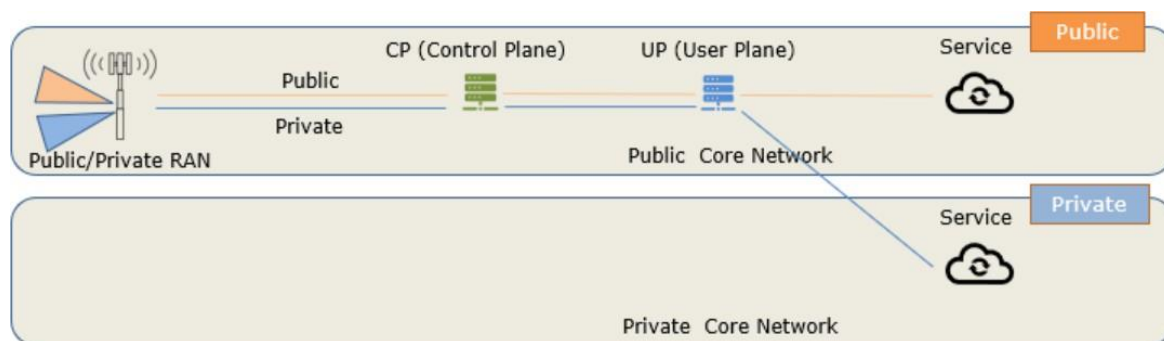 Public
CP (Control Plane)
UP (User Plane)
Service
Public
Private
Public/Private RAN
Public Core Network
Private
Service
Private Core Network